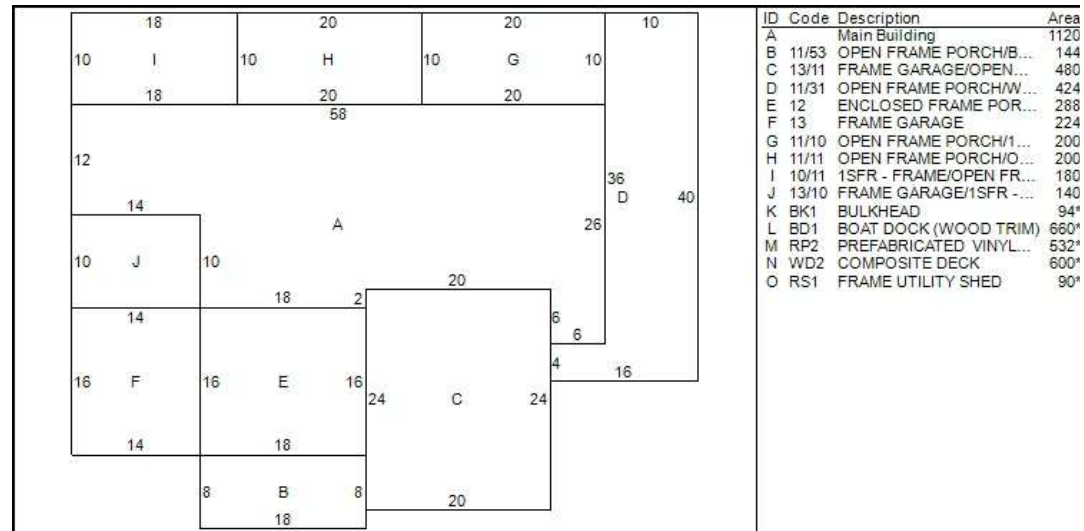 18 20 20 10
10 I 10 H 10 G 10
18 20 20
58
12
36
14 D 40
A 26
10 J 10
20
18 2
14 6
6
4 16
16 F 16 E 16
24 C 24
14 18
8 B 8
20
18
ID Code Description Area
A Main Building 1120
B 11/53 OPEN FRAME PORCH/B... 144
C 13/11 FRAME GARAGE/OPEN... 480
D 11/31 OPEN FRAME PORCH/W... 424
E 12 ENCLOSED FRAME POR... 288
F 13 FRAME GARAGE 224
G 11/10 OPEN FRAME PORCH/1... 200
H 11/11 OPEN FRAME PORCH/O... 200
I 10/11 1SFR - FRAME/OPEN FR... 180
J 13/10 FRAME GARAGE/1SFR -... 140
K BK1 BULKHEAD 94*
L BD1 BOAT DOCK (WOOD TRIM) 660*
M RP2 PREFABRICATED VINYL... 532*
N WD2 COMPOSITE DECK 600*
O RS1 FRAME UTILITY SHED 90*